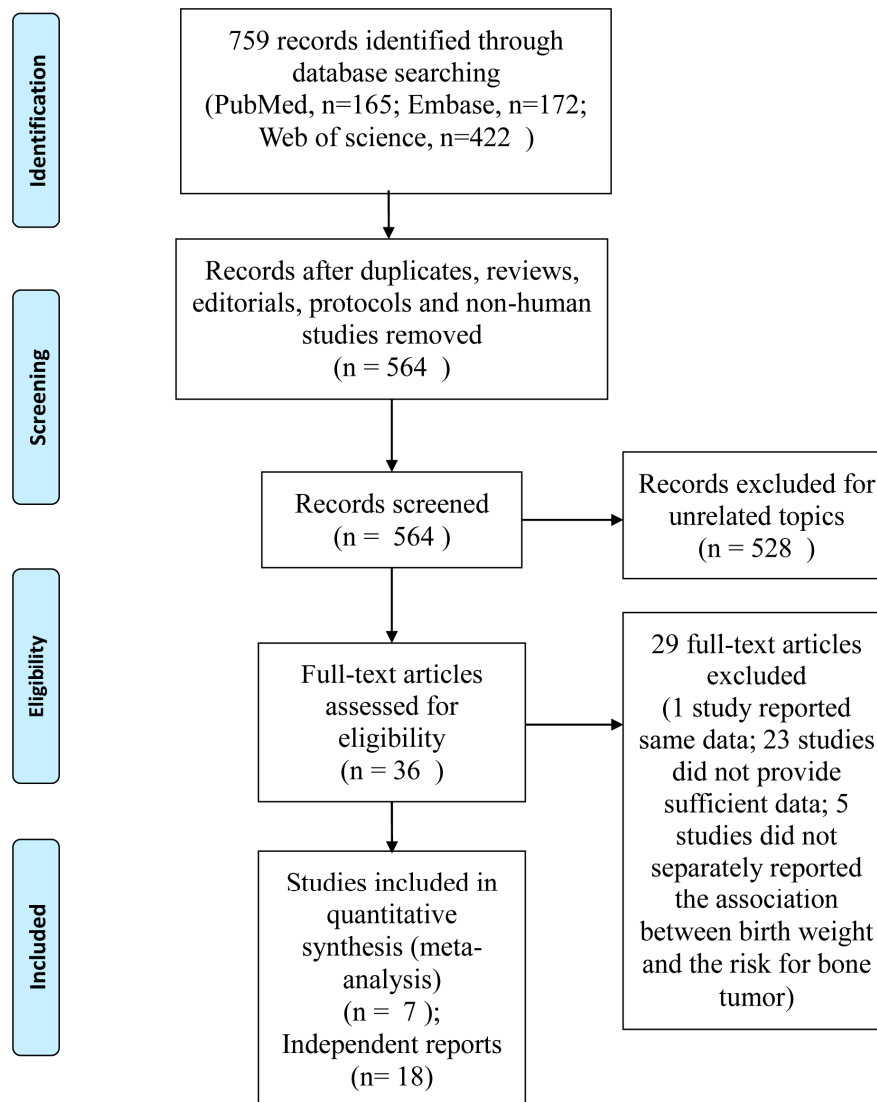 Identification
759 records identified through
database searching
(PubMed, n=165; Embase, n=172;
Web of science, n=422 )
Screening
Records after duplicates, reviews,
editorials, protocols and non-human
studies removed
(n = 564 )
Records screened
(n = 564 )
Records excluded for
unrelated topics
(n = 528 )
Eligibility
Full-text articles
assessed for
eligibility
(n = 36 )
29 full-text articles
excluded
(1 study reported
same data; 23 studies
did not provide
sufficient data; 5
studies did not
separately reported
the association
between birth weight
and the risk for bone
tumor)
Included
Studies included in
quantitative
synthesis (meta-
analysis)
(n = 7 );
Independent reports
(n= 18)